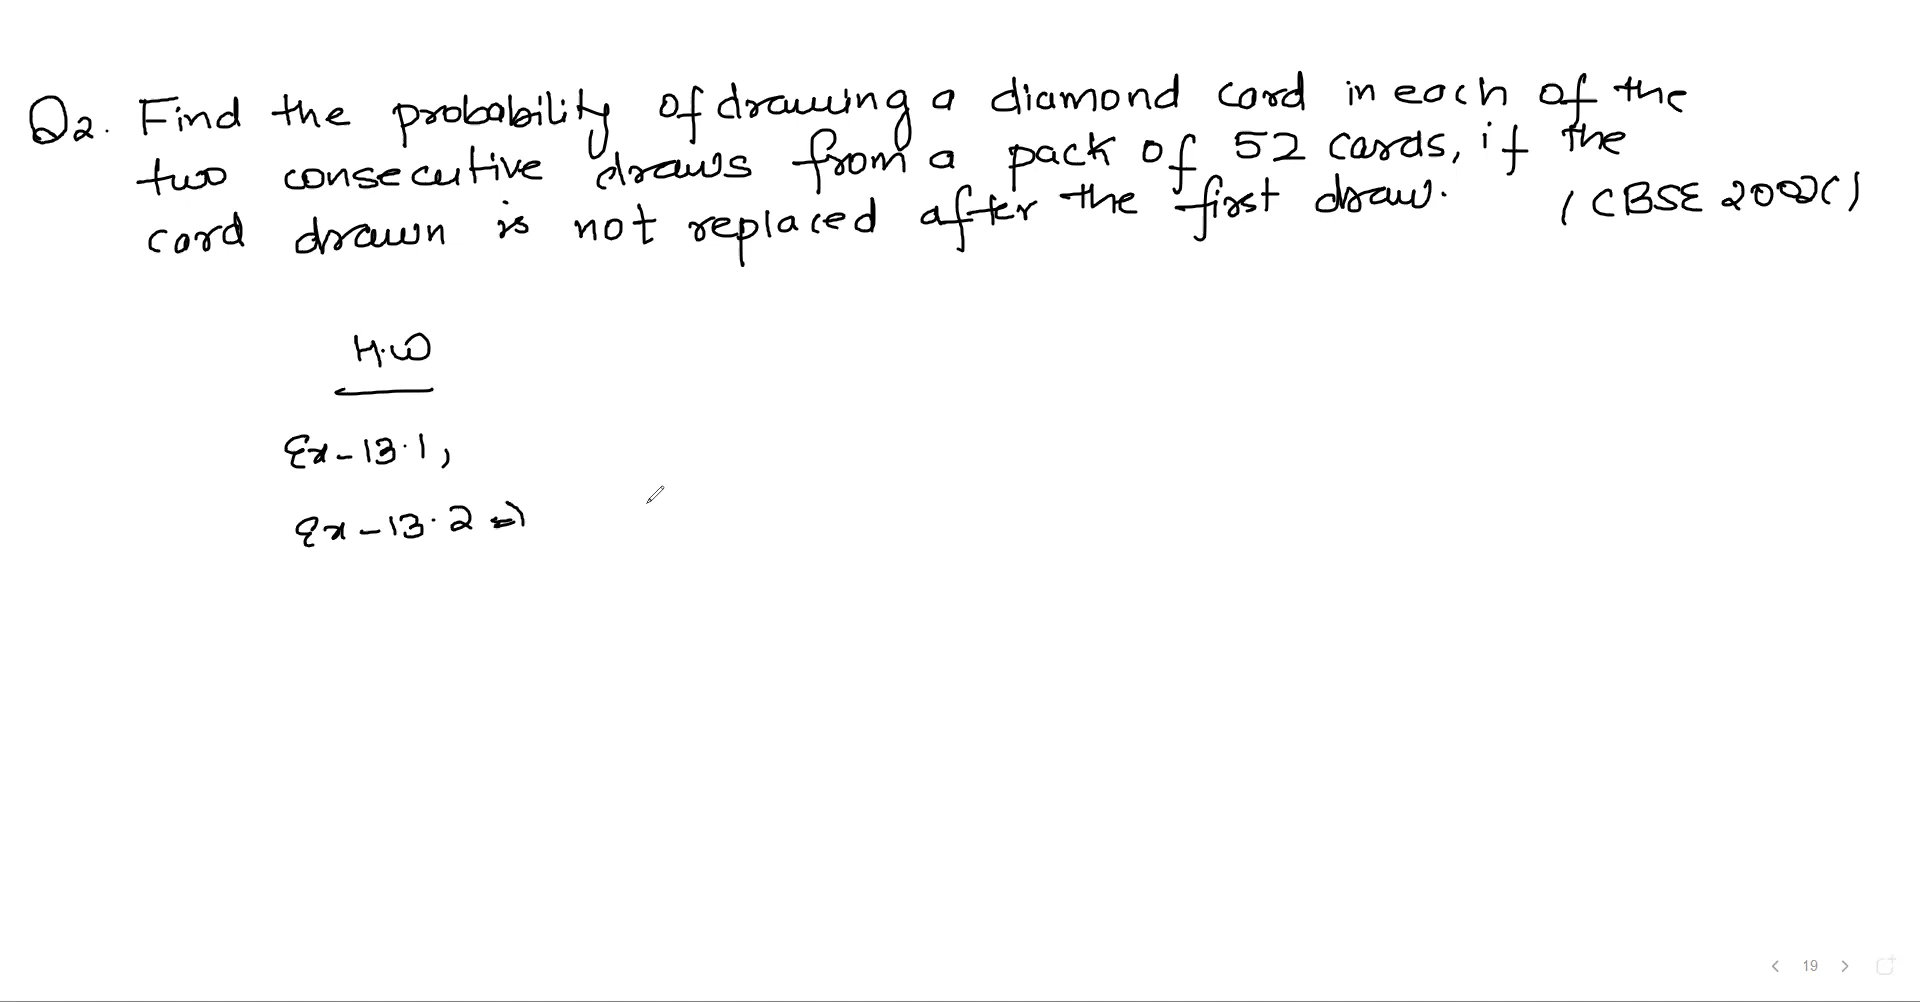 Q2. Find the probability of drawing a diamond card in each of the
two consecutive draws from a pack of 52 cards, if the
card drawn is not replaced after the first draw. (CBSE 2002C)
H.W
Ex-13.1,
Ex-13.2 ⇒
19